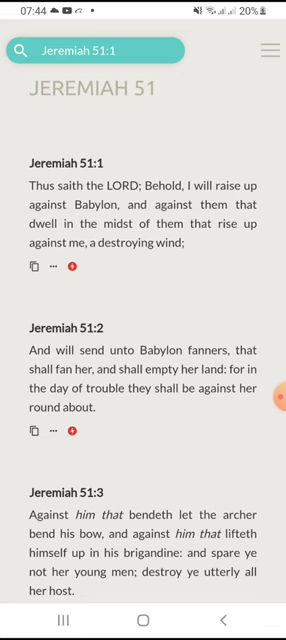 07:44
20%
Jeremiah 51:1
JEREMIAH 51
Jeremiah 51:1
Thus saith the LORD; Behold, I will raise up
against Babylon, and against them that
dwell in the midst of them that rise up
against me, a destroying wind;
Jeremiah 51:2
And will send unto Babylon fanners, that
shall fan her, and shall empty her land: for in
the day of trouble they shall be against her
round about.
Jeremiah 51:3
Against him that bendeth let the archer
bend his bow, and against him that lifteth
himself up in his brigandine: and spare ye
not her young men; destroy ye utterly all
her host.